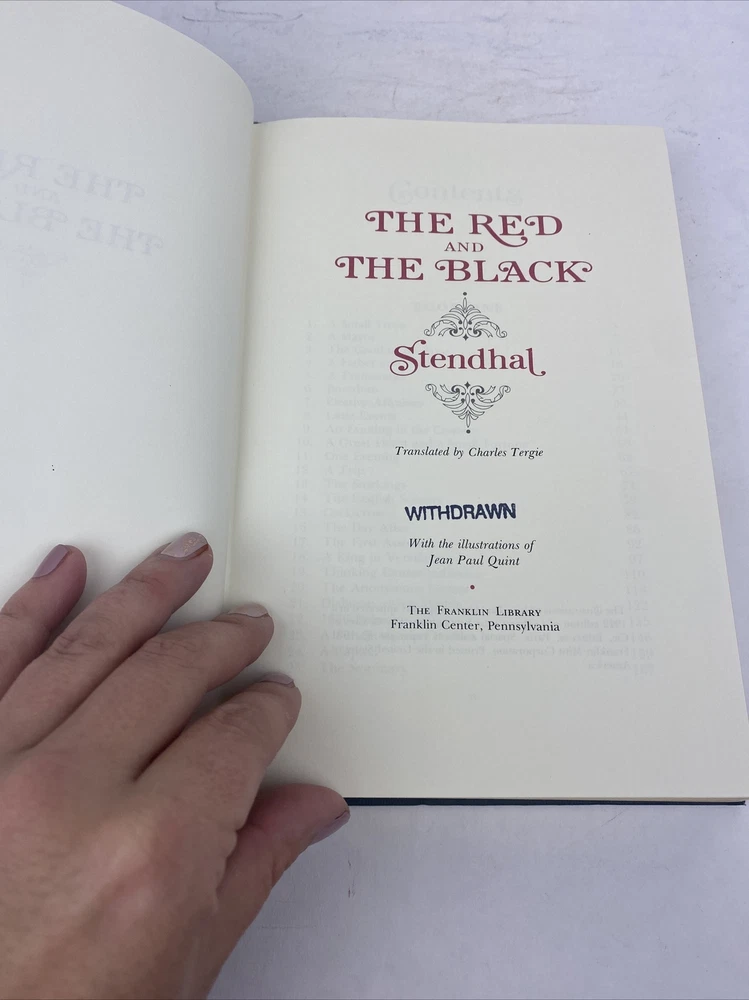 THE RED
AND
THE BLACK
Stendhal
Translated by Charles Tergie
WITHDRAWN
With the illustrations of
Jean Paul Quint
THE FRANKLIN LIBRARY
Franklin Center, Pennsylvania